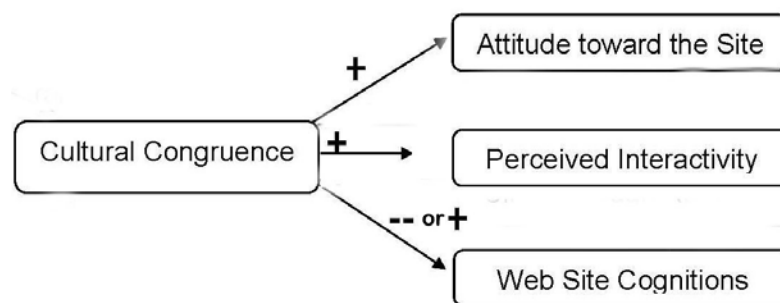 Attitude toward the Site
+
Cultural Congruence
+
Perceived Interactivity
-- or +
Web Site Cognitions